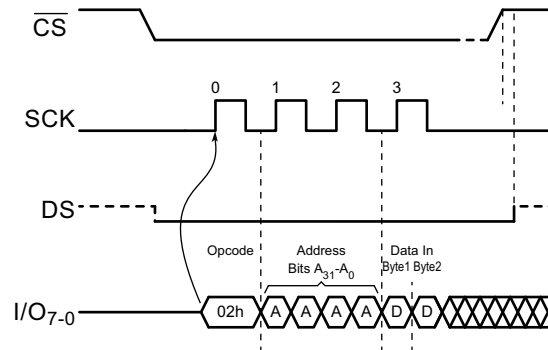 CS
0 1 2 3
SCK
DS
Opcode Address Data In
Bits A31-A0 Byte1 Byte2
I/O7-0 02h A A A A D D